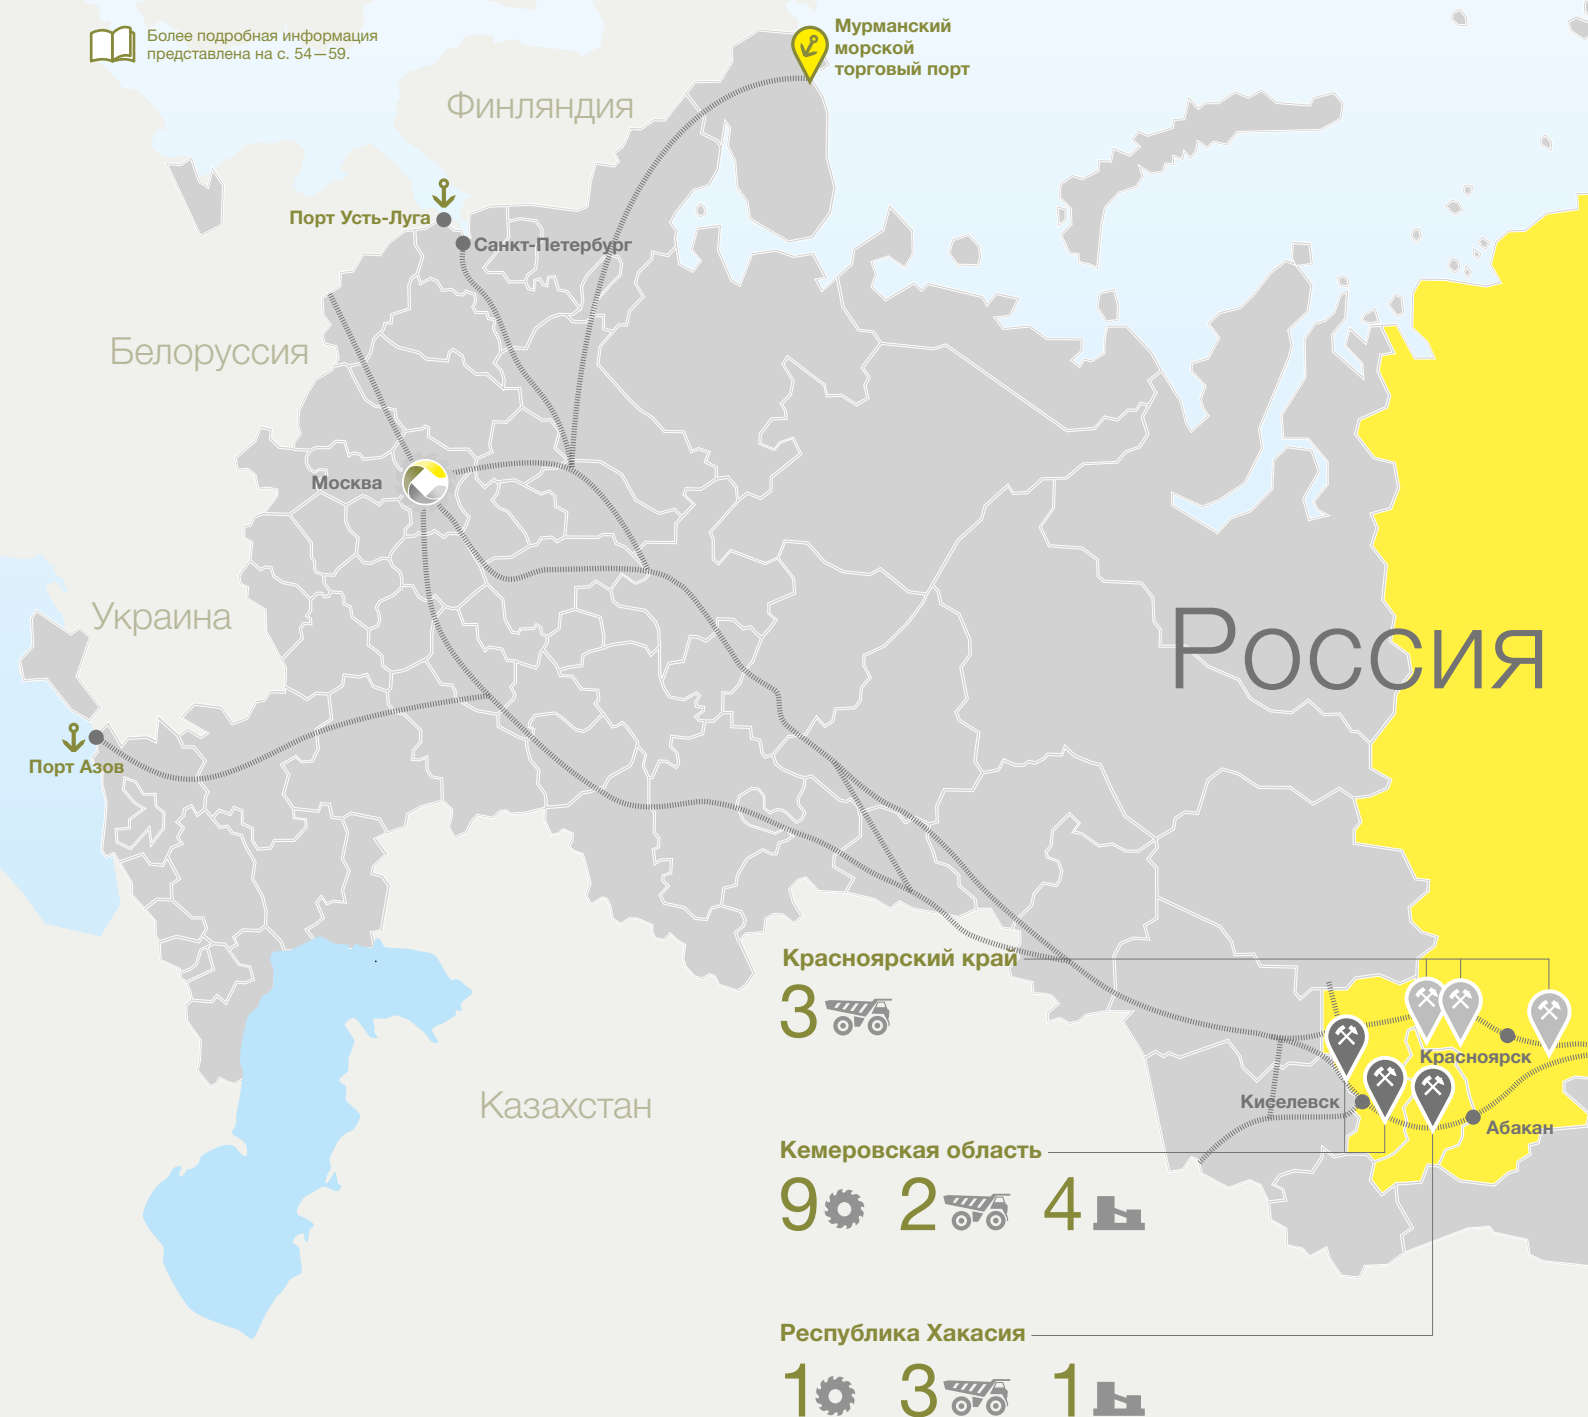 Более подробная информация
представлена на с. 54—59.
Мурманский
морской
торговый порт
Финляндия
Порт Усть-Луга
Санкт-Петербург
Белоруссия
Москва
Украина
Россия
Порт Азов
Красноярский край
3
Красноярск
Киселевск
Абакан
Казахстан
Кемеровская область
9 2 4
Республика Хакасия
1 3 1